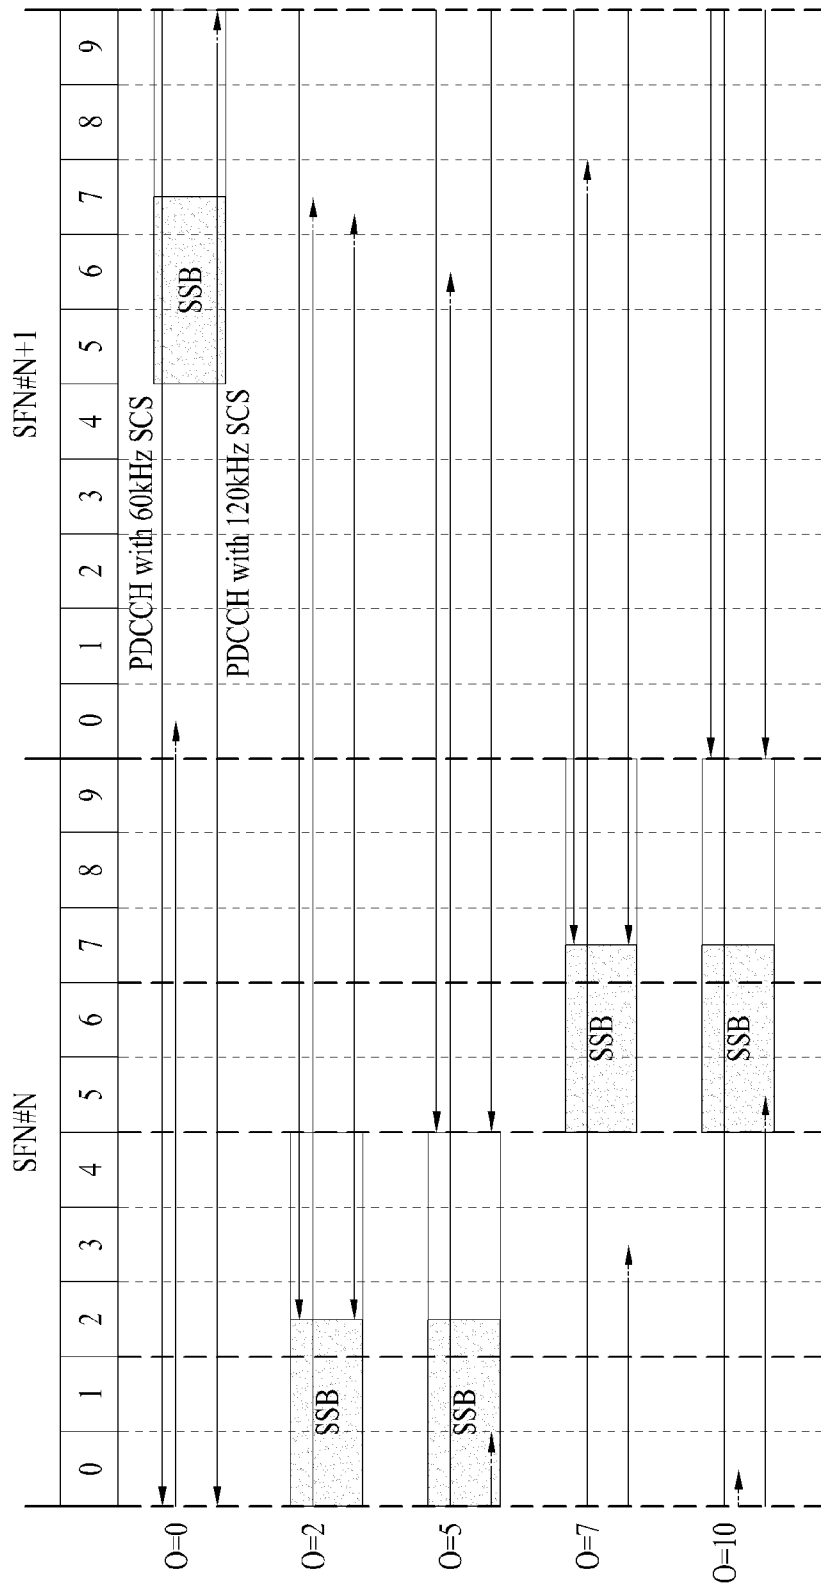 SFN#N
SFN#N+1
0 1 2 3 4 5 6 7 8 9 0 1 2 3 4 5 6 7 8 9
O=0
PDCCH with 60kHz SCS
SSB
PDCCH with 120kHz SCS
O=2
SSB
O=5
SSB
O=7
SSB
O=10
SSB